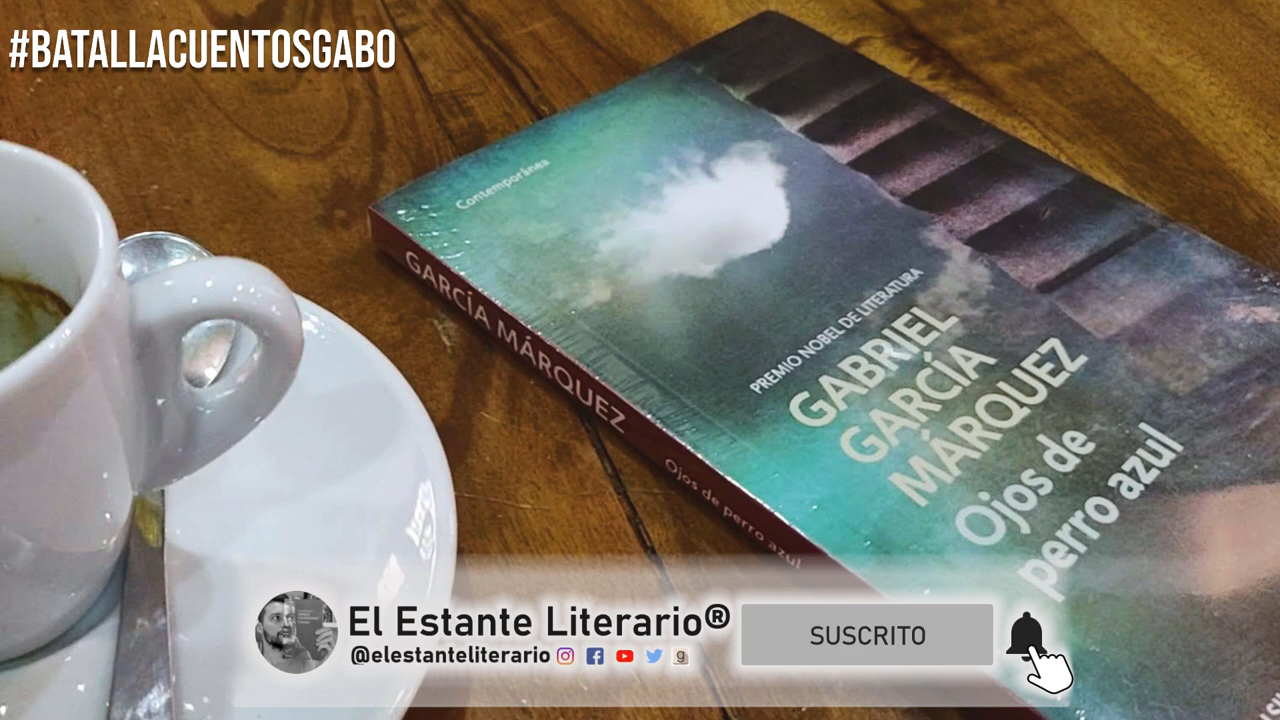 #BATALLACUENTOSGABO
Contemporánea
GARCÍA MÁRQUEZ
Ojos de perro azul
PREMIO NOBEL DE LITERATURA
GABRIEL
GARCÍA
MÁRQUEZ
Ojos de
perro azul
El Estante Literario®
@elestanteliterario
SUSCRITO